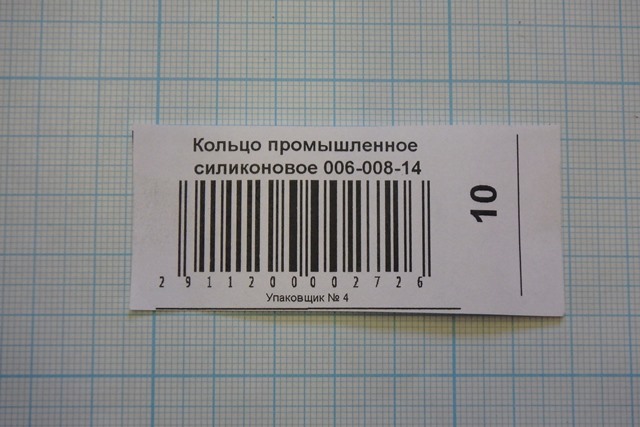 Кольцо промышленное
силиконовое 006-008-14
2911200002726
Упаковщик № 4
10